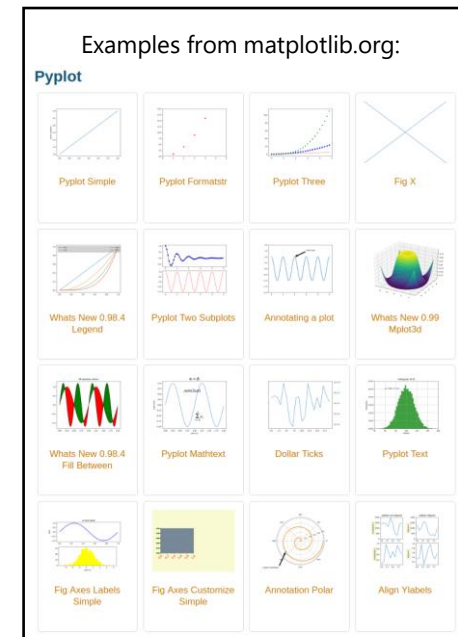 Examples from matplotlib.org:
Pyplot
Pyplot Simple
Pyplot Formatstr
Pyplot Three
Fig X
Whats New 0.98.4
Legend
Pyplot Two Subplots
Annotating a plot
Whats New 0.99
Mplot3d
Whats New 0.98.4
Fill Between
Pyplot Mathtext
Dollar Ticks
Pyplot Text
Fig Axes Labels
Simple
Fig Axes Customize
Simple
Annotation Polar
Align Ylabels